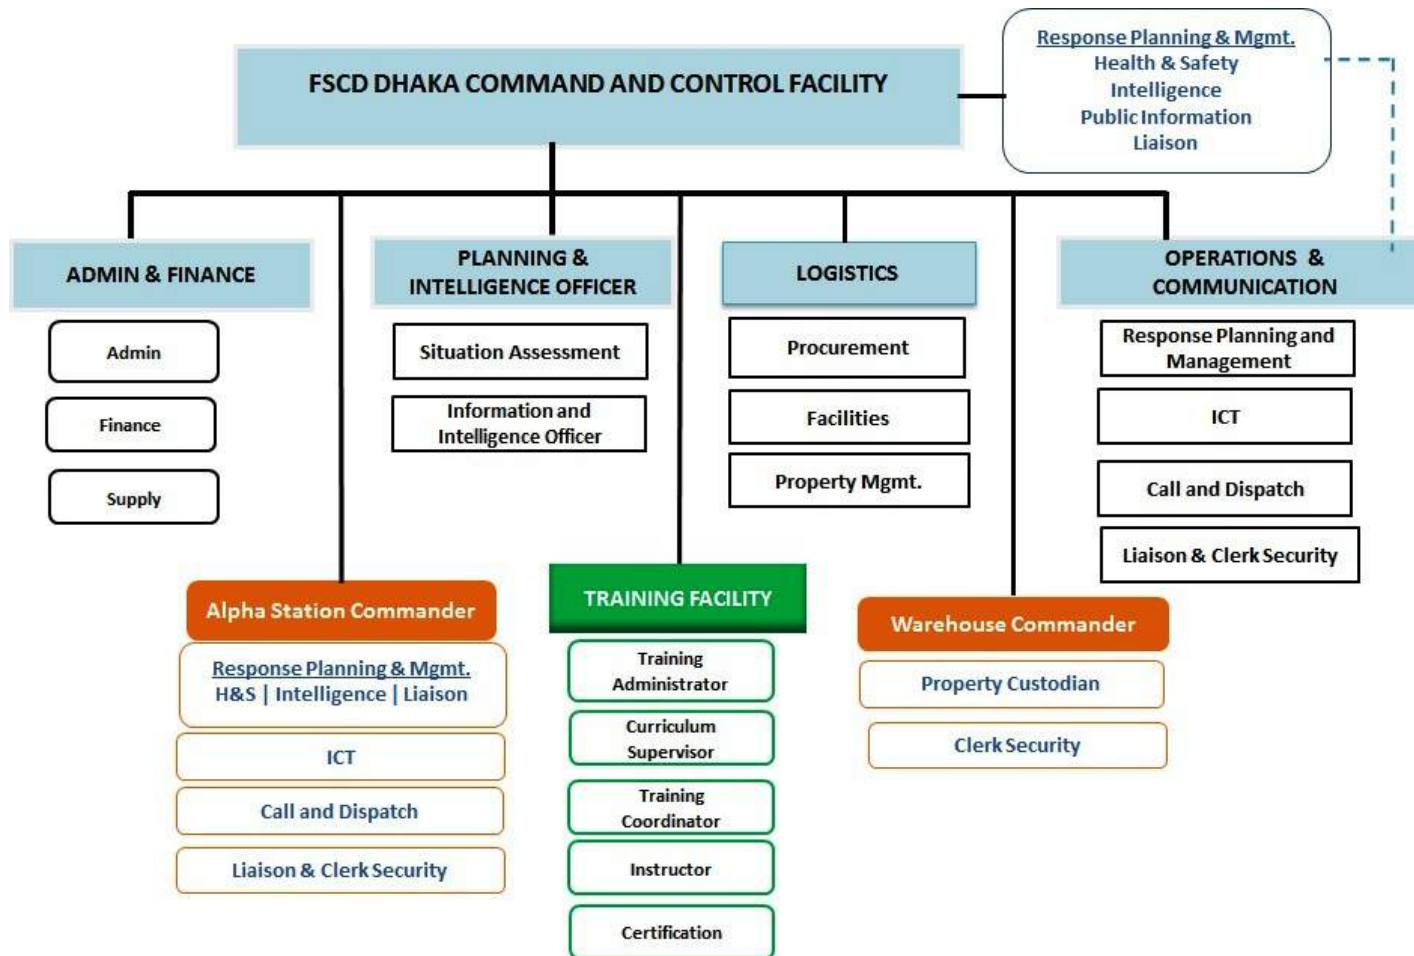 FSCD DHAKA COMMAND AND CONTROL FACILITY
Response Planning & Mgmt.
Health & Safety
Intelligence
Public Information
Liaison
ADMIN & FINANCE
Admin
Finance
Supply
PLANNING &
INTELLIGENCE OFFICER
Situation Assessment
Information and
Intelligence Officer
LOGISTICS
Procurement
Facilities
Property Mgmt.
OPERATIONS &
COMMUNICATION
Response Planning and
Management
ICT
Call and Dispatch
Liaison & Clerk Security
Alpha Station Commander
Response Planning & Mgmt.
H&S | Intelligence | Liaison
ICT
Call and Dispatch
Liaison & Clerk Security
TRAINING FACILITY
Training
Administrator
Curriculum
Supervisor
Training
Coordinator
Instructor
Certification
Warehouse Commander
Property Custodian
Clerk Security